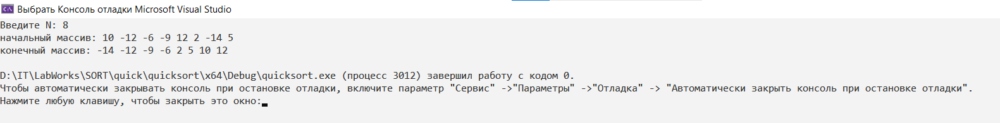 Выбрать Консоль отладки Microsoft Visual Studio
Введите N: 8
начальный массив: 10 -12 -6 -9 12 2 -14 5
конечный массив: -14 -12 -9 -6 2 5 10 12
D:\IT\LabWorks\SORT\quick\quicksort\x64\Debug\quicksort.exe (процесс 3012) завершил работу с кодом 0.
Чтобы автоматически закрывать консоль при остановке отладки, включите параметр "Сервис" ->"Параметры" ->"Отладка" -> "Автоматически закрыть консоль при остановке отладки".
Нажмите любую клавишу, чтобы закрыть это окно: